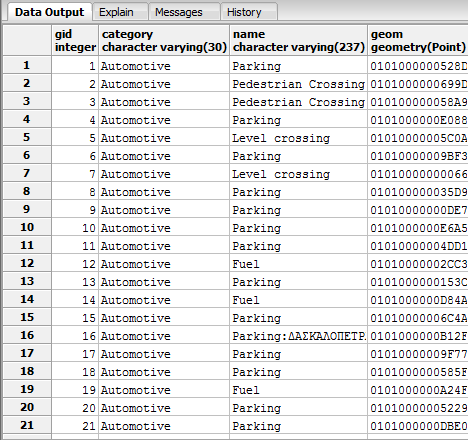 Data Output Explain Messages History
gid category name geom
integer character varying(30) character varying(237) geometry(Point)
1 1 Automotive Parking 0101000000528D
2 2 Automotive Pedestrian Crossing 0101000000699D
3 3 Automotive Pedestrian Crossing 010100000058A9
4 4 Automotive Parking 0101000000E088
5 5 Automotive Level crossing 01010000005C0A
6 6 Automotive Parking 01010000009BF3
7 7 Automotive Level crossing 01010000000066
8 8 Automotive Parking 010100000035D9
9 9 Automotive Parking 0101000000DE7
10 10 Automotive Parking 0101000000E6A5
11 11 Automotive Parking 01010000004DD1
12 12 Automotive Fuel 01010000002CC3
13 13 Automotive Parking 0101000000153C
14 14 Automotive Fuel 0101000000D84A
15 15 Automotive Parking 01010000006C4A
16 16 Automotive Parking:ΔΑΣΚΑΛΟΠΕΤΡ 0101000000B12F
17 17 Automotive Parking 01010000009F77
18 18 Automotive Parking 0101000000585F
19 19 Automotive Fuel 0101000000A24F
20 20 Automotive Parking 01010000005229
21 21 Automotive Parking 0101000000DBE0